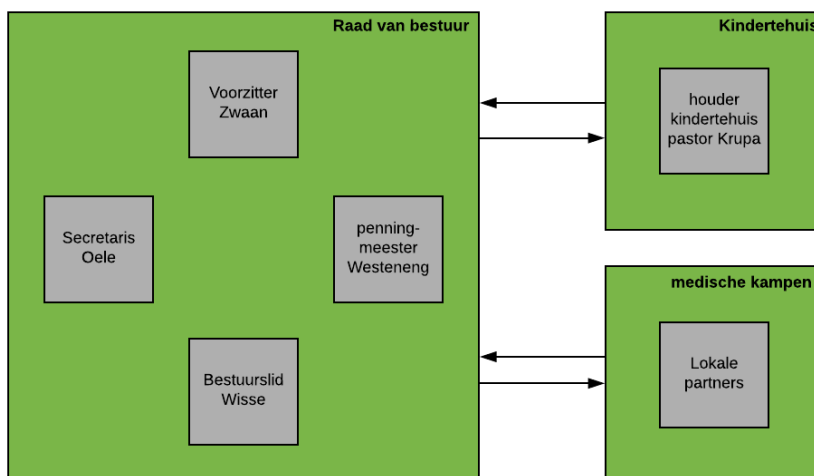 Raad van bestuur
Voorzitter
Zwaan
Secretaris
Oele
penning-
meester
Westeneng
Bestuurslid
Wisse
Kindertehuis
houder
kindertehuis
pastor Krupa
medische kampen
Lokale
partners